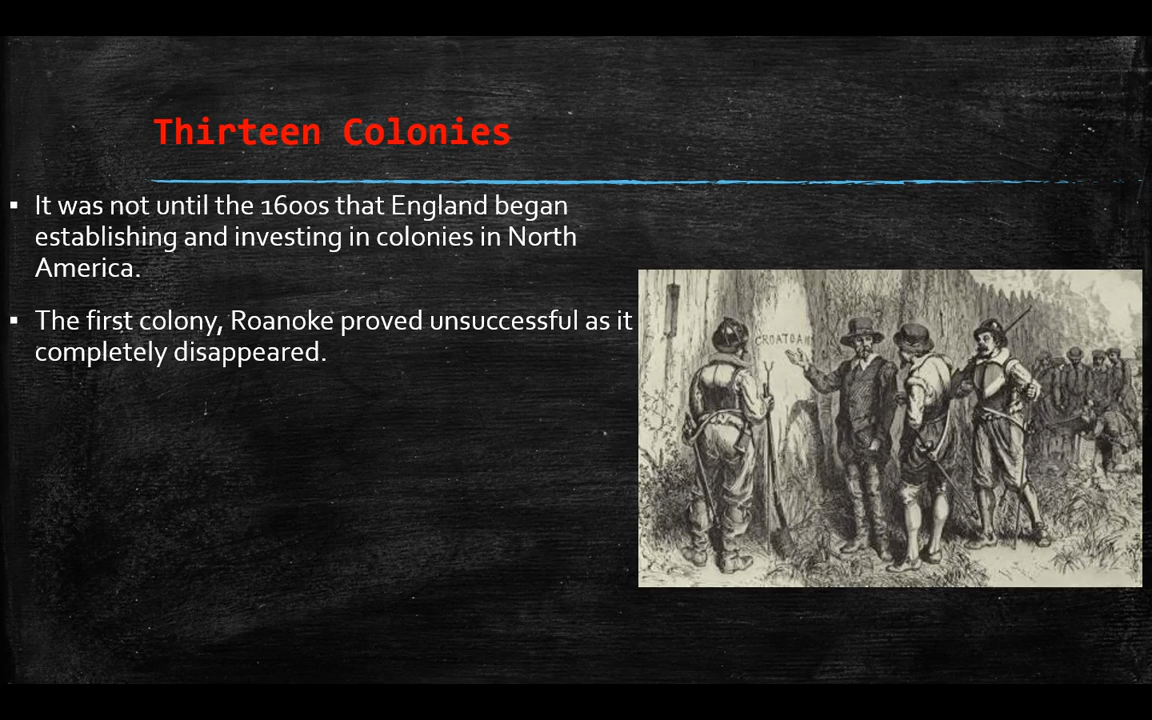 Thirteen Colonies
▪ It was not until the 1600s that England began
establishing and investing in colonies in North
America.
▪ The first colony, Roanoke proved unsuccessful as it
completely disappeared.
CROATOAN